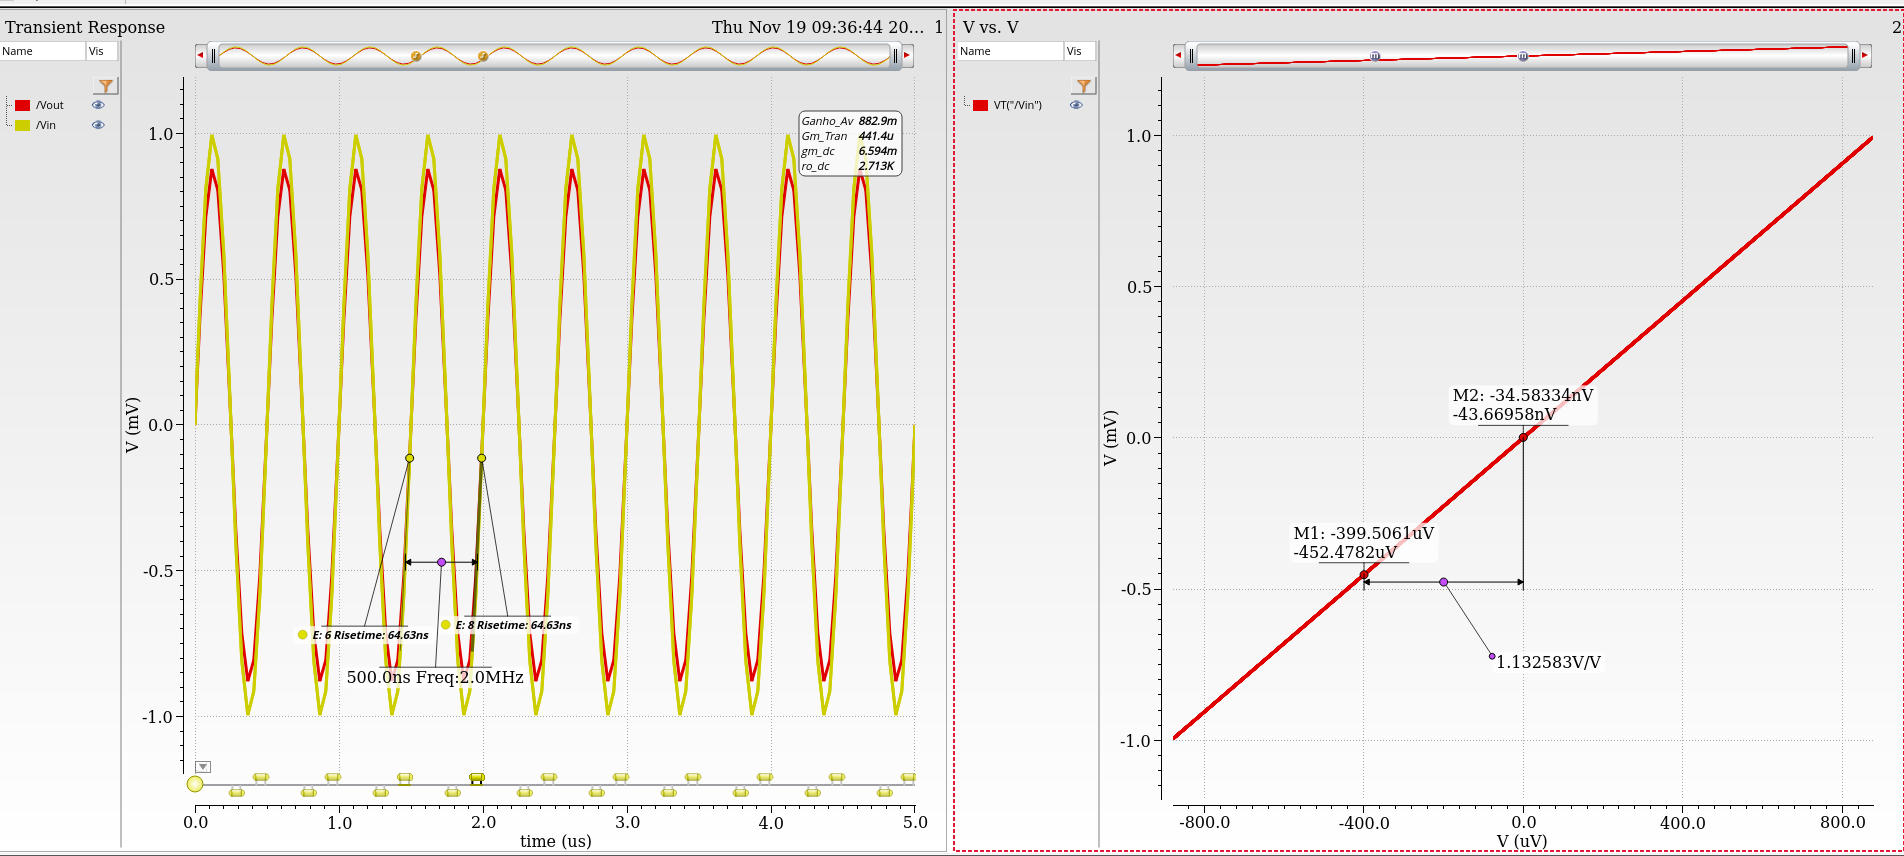 Transient Response
Thu Nov 19 09:36:44 20... 1
Name Vis
/Vout
/Vin
Ganho_Av 882.9m
Gm_Tran 441.4u
gm_dc 6.594m
ro_dc 2.713K
1.0
0.5
0.0
-0.5
-1.0
V (mV)
E: 6 Risetime: 64.63ns
E: 8 Risetime: 64.63ns
500.0ns Freq:2.0MHz
0.0 1.0 2.0 3.0 4.0 5.0
time (us)
V vs. V
2
Name Vis
VT("/Vin")
1.0
0.5
0.0
-0.5
-1.0
V (mV)
M2: -34.58334nV
-43.66958nV
M1: -399.5061uV
-452.4782uV
1.132583V/V
-800.0 -400.0 0.0 400.0 800.0
V (uV)